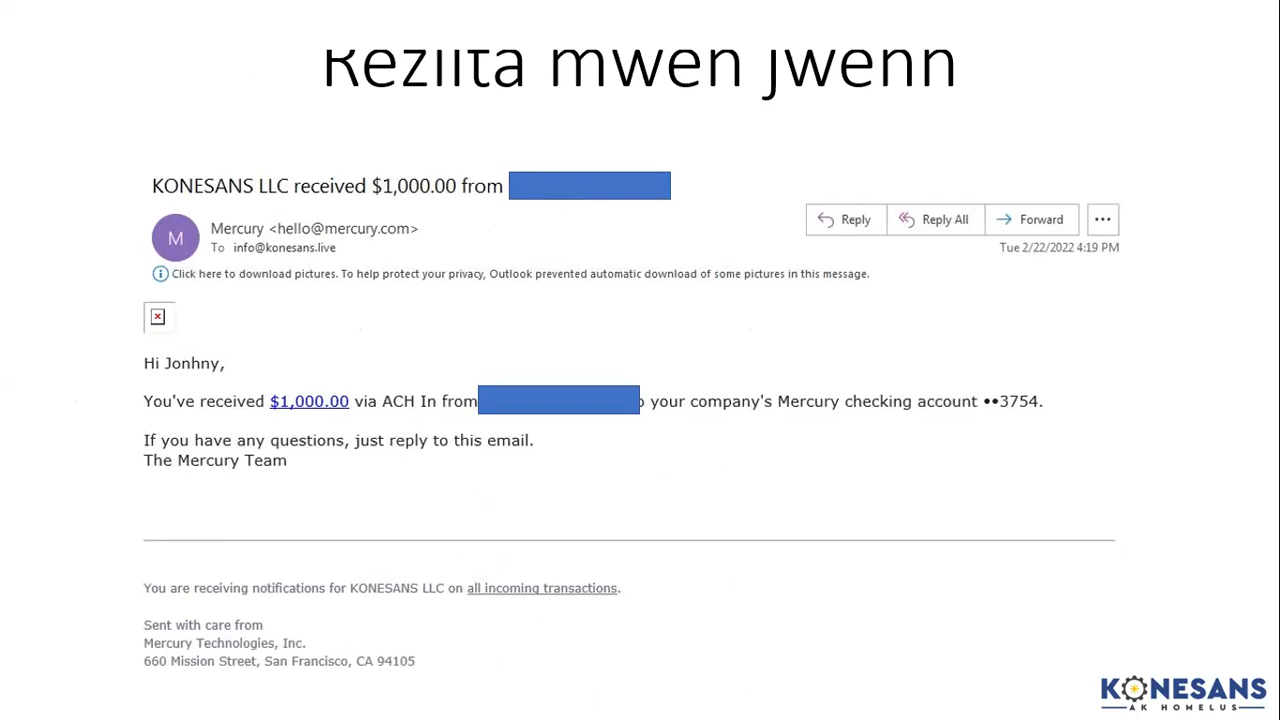 Rezilta mwen jwenn
KONESANS LLC received $1,000.00 from
Mercury <hello@mercury.com>
To info@konesans.live
Reply
Reply All
Forward
Tue 2/22/2022 4:19 PM
Click here to download pictures. To help protect your privacy, Outlook prevented automatic download of some pictures in this message.
M
Hi Jonhny,
You've received $1,000.00 via ACH In from o your company's Mercury checking account ••3754.
If you have any questions, just reply to this email.
The Mercury Team
You are receiving notifications for KONESANS LLC on all incoming transactions.
Sent with care from
Mercury Technologies, Inc.
660 Mission Street, San Francisco, CA 94105
KONESANS
AK HOMELUS